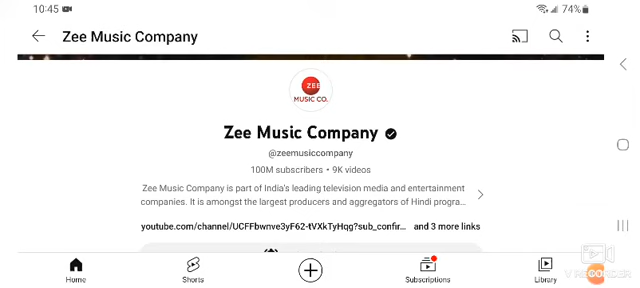 10:45 74%
Zee Music Company
ZEE
MUSIC CO.
Zee Music Company
@zeemusiccompany
100M subscribers • 9K videos
Zee Music Company is part of India's leading television media and entertainment
companies. It is amongst the largest producers and aggregators of Hindi progra...
youtube.com/channel/UCFFbwnve3yF62-tVXkTyHqg?sub_confir... and 3 more links
Home Shorts Subscriptions Library
V RECORDER